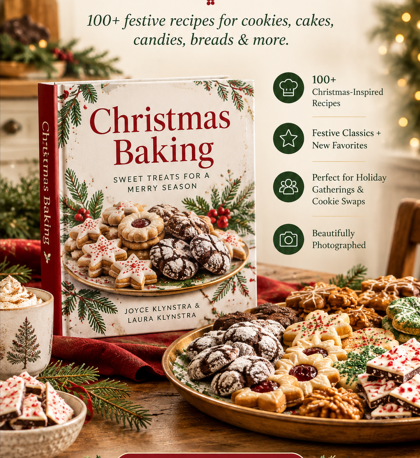 100+ festive recipes for cookies, cakes,
candies, breads & more.
Christmas Baking
Christmas
Baking
SWEET TREATS FOR A
MERRY SEASON
JOYCE KLYNSTRA &
LAURA KLYNSTRA
100+
Christmas-Inspired
Recipes
Festive Classics +
New Favorites
Perfect for Holiday
Gatherings &
Cookie Swaps
Beautifully
Photographed